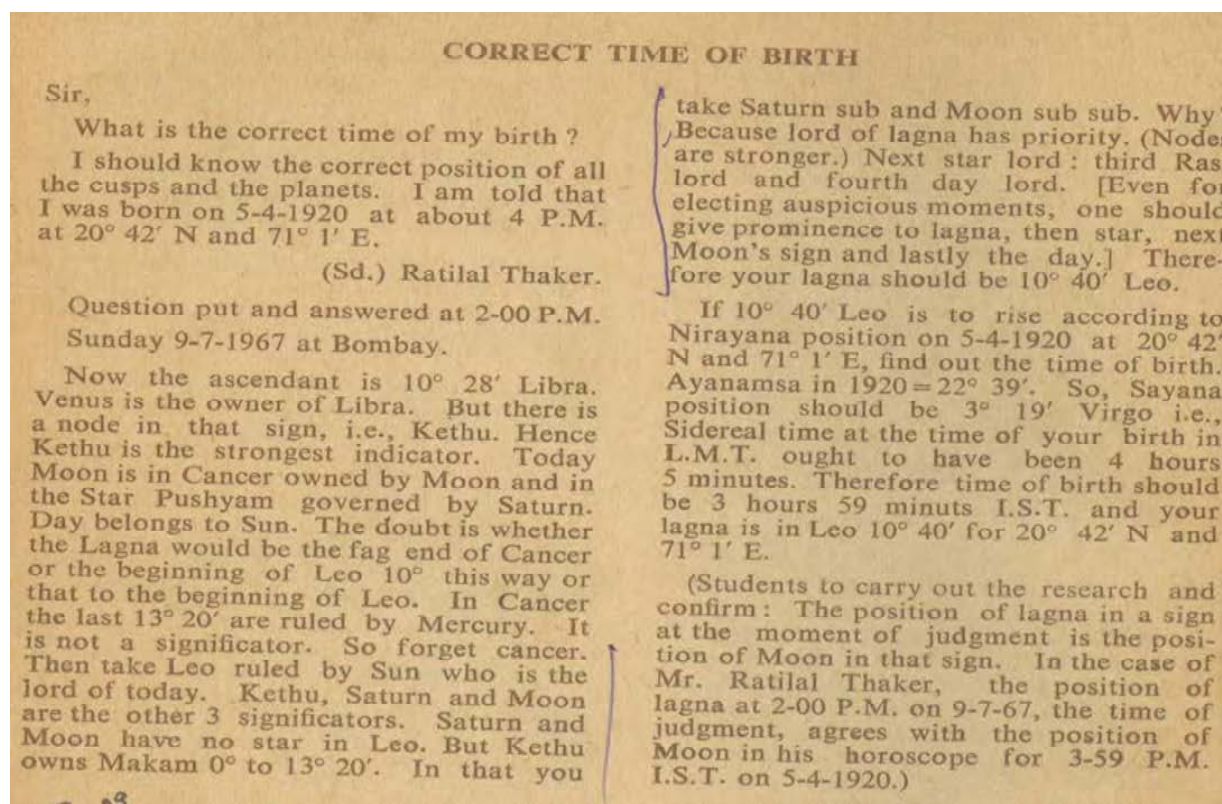 CORRECT TIME OF BIRTH
Sir,
What is the correct time of my birth ?
I should know the correct position of all
the cusps and the planets. I am told that
I was born on 5-4-1920 at about 4 P.M.
at 20° 42′ N and 71° 1′ E.
(Sd.) Ratilal Thaker.
Question put and answered at 2-00 P.M.
Sunday 9-7-1967 at Bombay.
Now the ascendant is 10° 28′ Libra.
Venus is the owner of Libra. But there is
a node in that sign, i.e., Kethu. Hence
Kethu is the strongest indicator. Today
Moon is in Cancer owned by Moon and in
the Star Pushyam governed by Saturn.
Day belongs to Sun. The doubt is whether
the Lagna would be the fag end of Cancer
or the beginning of Leo 10° this way or
that to the beginning of Leo. In Cancer
the last 13° 20′ are ruled by Mercury. It
is not a significator. So forget cancer.
Then take Leo ruled by Sun who is the
lord of today. Kethu, Saturn and Moon
are the other 3 significators. Saturn and
Moon have no star in Leo. But Kethu
owns Makam 0° to 13° 20′. In that you
take Saturn sub and Moon sub sub. Why
Because lord of lagna has priority. (Node
are stronger.) Next star lord : third Ras
lord and fourth day lord. [Even for
electing auspicious moments, one should
give prominence to lagna, then star, next
Moon's sign and lastly the day.] There-
fore your lagna should be 10° 40′ Leo.
If 10° 40′ Leo is to rise according to
Nirayana position on 5-4-1920 at 20° 42′
N and 71° 1′ E, find out the time of birth.
Ayanamsa in 1920 = 22° 39′. So, Sayana
position should be 3° 19′ Virgo i.e.,
Sidereal time at the time of your birth in
L.M.T. ought to have been 4 hours
5 minutes. Therefore time of birth should
be 3 hours 59 minuts I.S.T. and your
lagna is in Leo 10° 40′ for 20° 42′ N and
71° 1′ E.
(Students to carry out the research and
confirm : The position of lagna in a sign
at the moment of judgment is the posi-
tion of Moon in that sign. In the case of
Mr. Ratilal Thaker, the position of
lagna at 2-00 P.M. on 9-7-67, the time of
judgment, agrees with the position of
Moon in his horoscope for 3-59 P.M.
I.S.T. on 5-4-1920.)